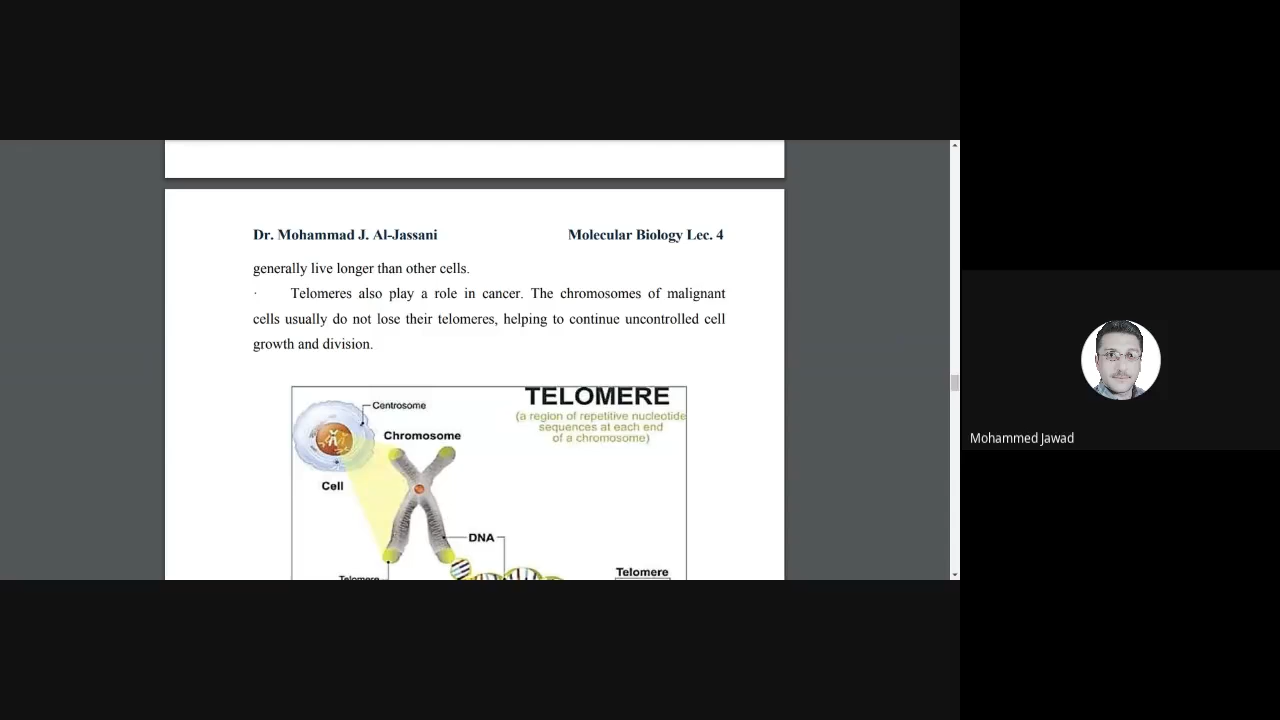 Dr. Mohammad J. Al-Jassani
Molecular Biology Lec. 4
generally live longer than other cells.
· Telomeres also play a role in cancer. The chromosomes of malignant
cells usually do not lose their telomeres, helping to continue uncontrolled cell
growth and division.
TELOMERE
(a region of repetitive nucleotide
sequences at each end
of a chromosome)
Centrosome
Chromosome
Cell
DNA
Telomere
Telomere
Mohammed Jawad